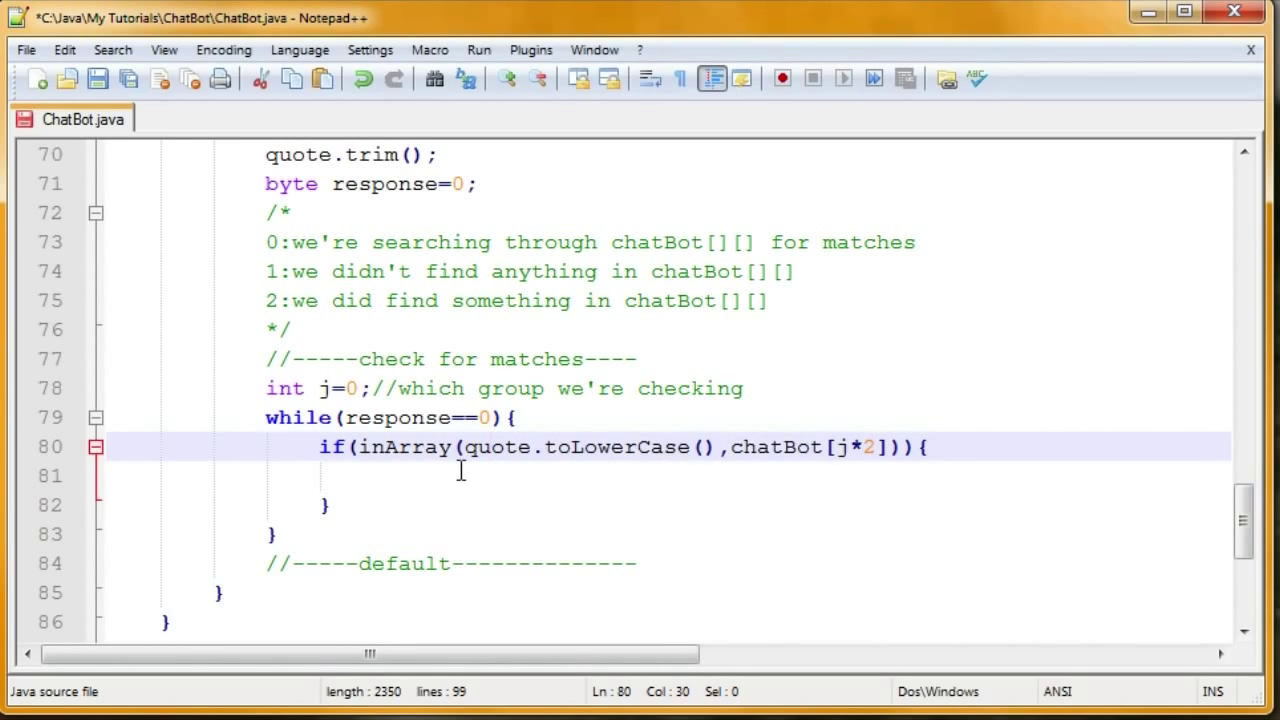 *C:\Java\My Tutorials\ChatBot\ChatBot.java - Notepad++
File Edit Search View Encoding Language Settings Macro Run Plugins Window ? X
ABC
ChatBot.java
70 quote.trim();
71 byte response=0;
72 /*
73 0:we're searching through chatBot[][] for matches
74 1:we didn't find anything in chatBot[][]
75 2:we did find something in chatBot[][]
76 */
77 //-----check for matches----
78 int j=0;//which group we're checking
79 while(response==0){
80 if(inArray(quote.toLowerCase(),chatBot[j*2])){
81
82 }
83 }
84 //-----default--------------
85 }
86 }
Java source file length : 2350 lines : 99 Ln : 80 Col : 30 Sel : 0 Dos\Windows ANSI INS